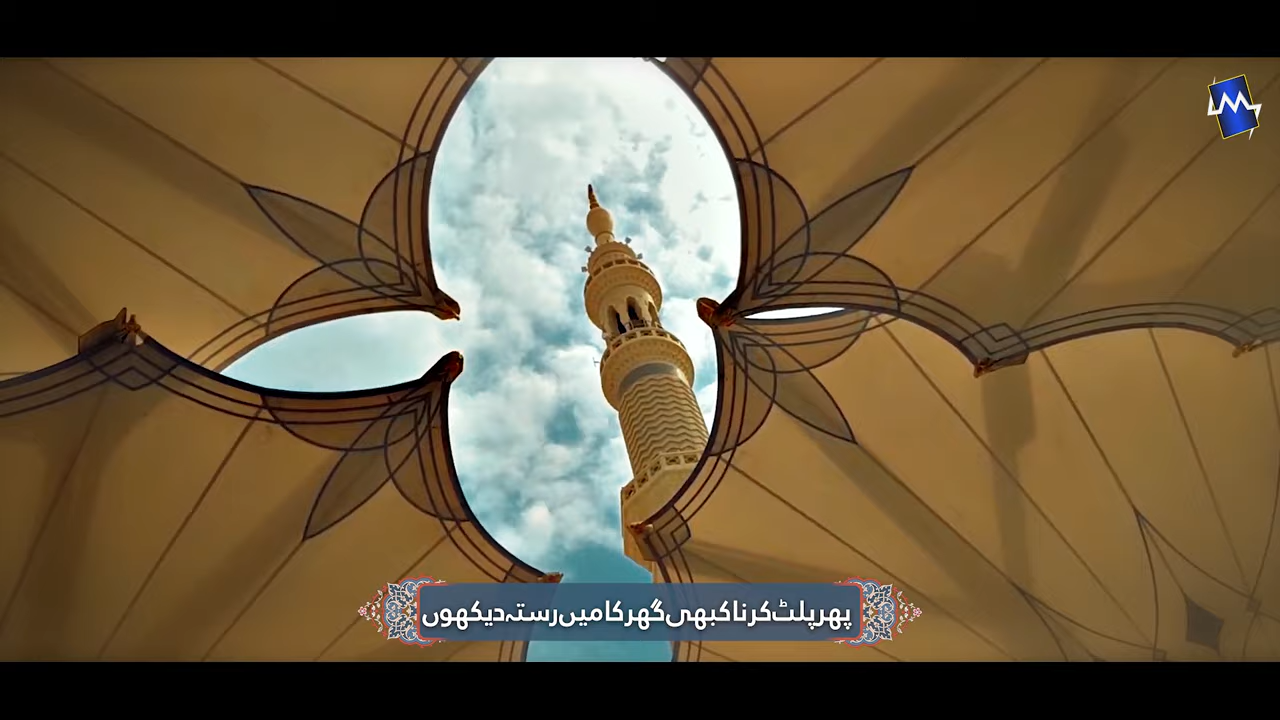 پھر پلٹ کر نا کبھی گھر کا میں رستہ دیکھوں